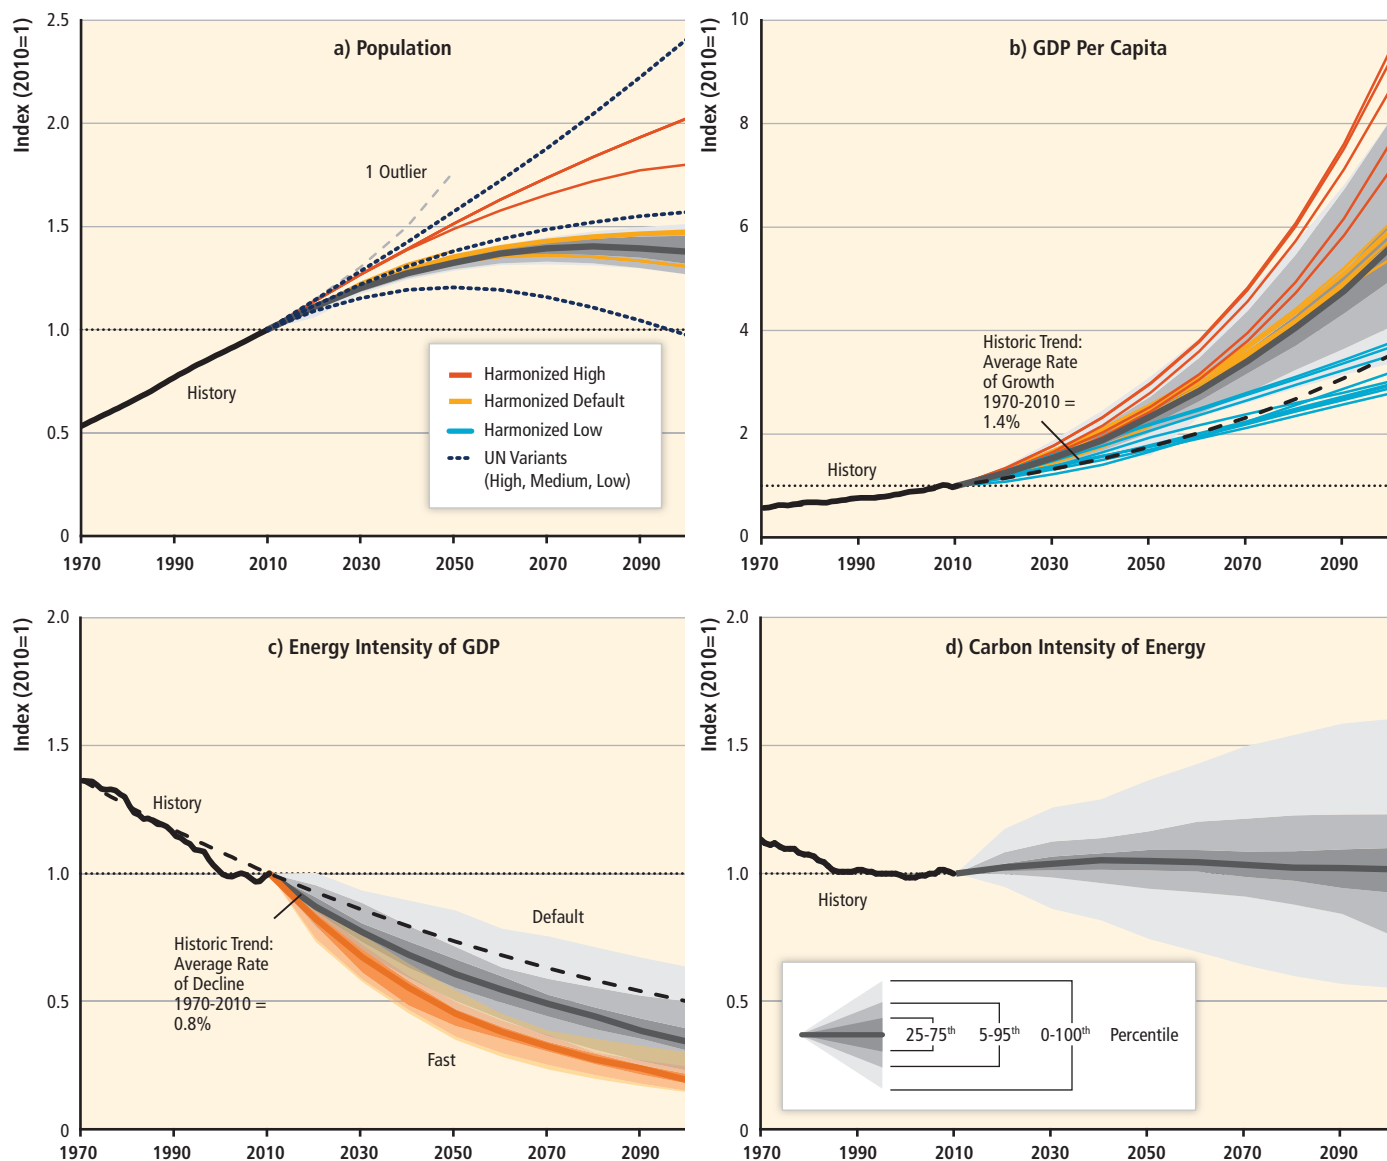 a) Population
Index (2010=1)
2.5
2.0
1.5
1.0
0.5
0
1 Outlier
History
Harmonized High
Harmonized Default
Harmonized Low
UN Variants
(High, Medium, Low)
1970 1990 2010 2030 2050 2070 2090
b) GDP Per Capita
Index (2010=1)
10
8
6
4
2
0
Historic Trend:
Average Rate
of Growth
1970-2010 =
1.4%
History
1970 1990 2010 2030 2050 2070 2090
c) Energy Intensity of GDP
Index (2010=1)
2.0
1.5
1.0
0.5
0
History
Default
Historic Trend:
Average Rate
of Decline
1970-2010 =
0.8%
Fast
1970 1990 2010 2030 2050 2070 2090
d) Carbon Intensity of Energy
Index (2010=1)
2.0
1.5
1.0
0.5
0
History
25-75th 5-95th 0-100th Percentile
1970 1990 2010 2030 2050 2070 2090